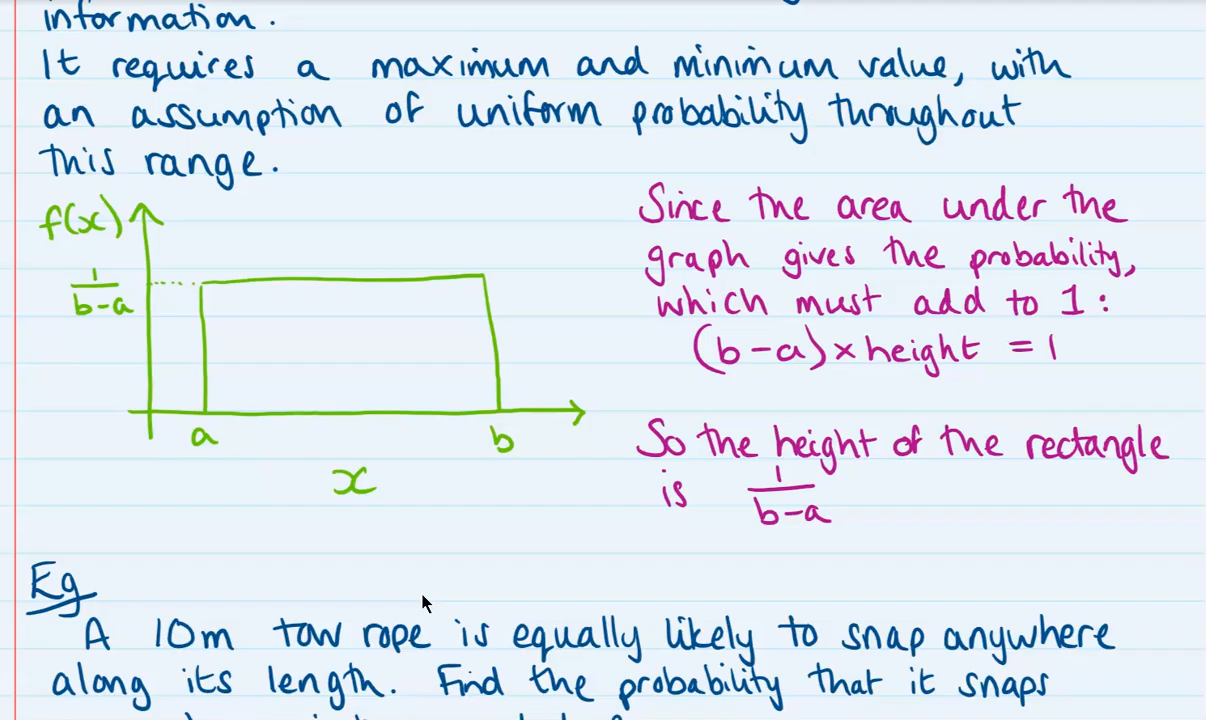 information.
It requires a maximum and minimum value, with
an assumption of uniform probability throughout
this range.
f(x)
1/(b-a)
a
b
x
Since the area under the
graph gives the probability,
which must add to 1:
(b-a)×height = 1
So the height of the rectangle
is 1/(b-a)
Eg
A 10m tow rope is equally likely to snap anywhere
along its length. Find the probability that it snaps